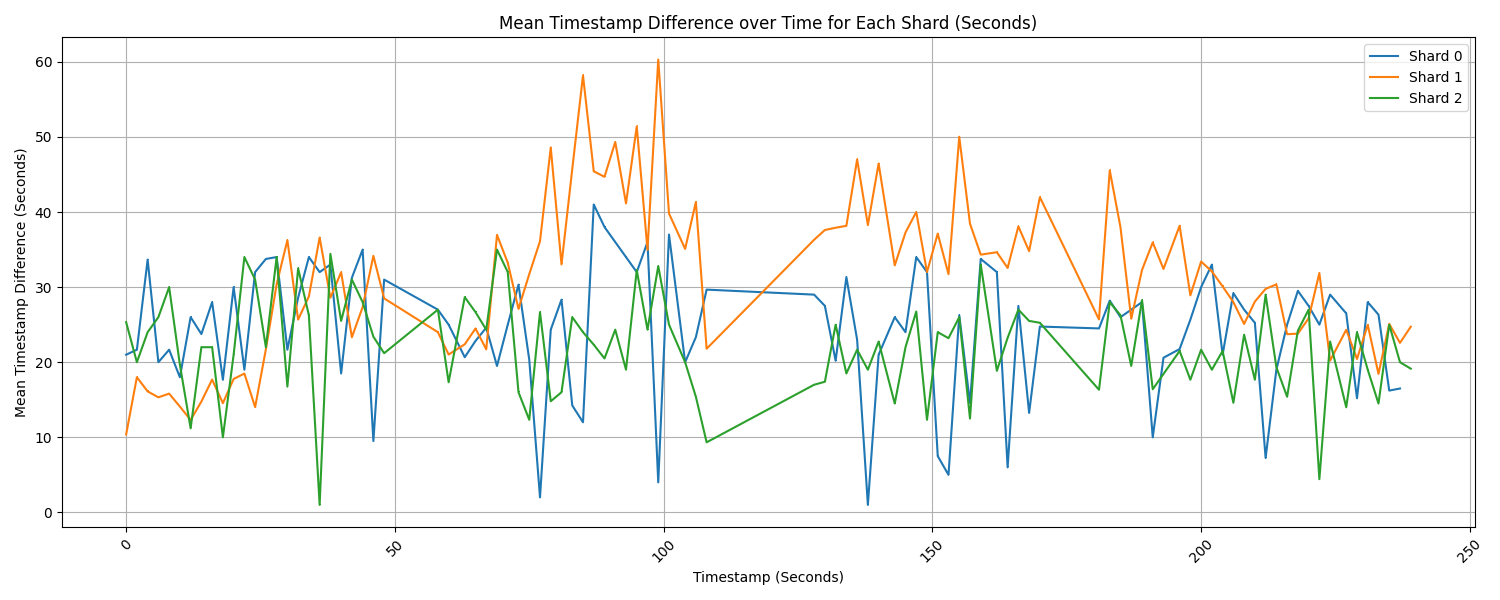 Mean Timestamp Difference over Time for Each Shard (Seconds)
Shard 0
Shard 1
Shard 2
Mean Timestamp Difference (Seconds)
60
50
40
30
20
10
0
0
50
100
150
200
250
Timestamp (Seconds)